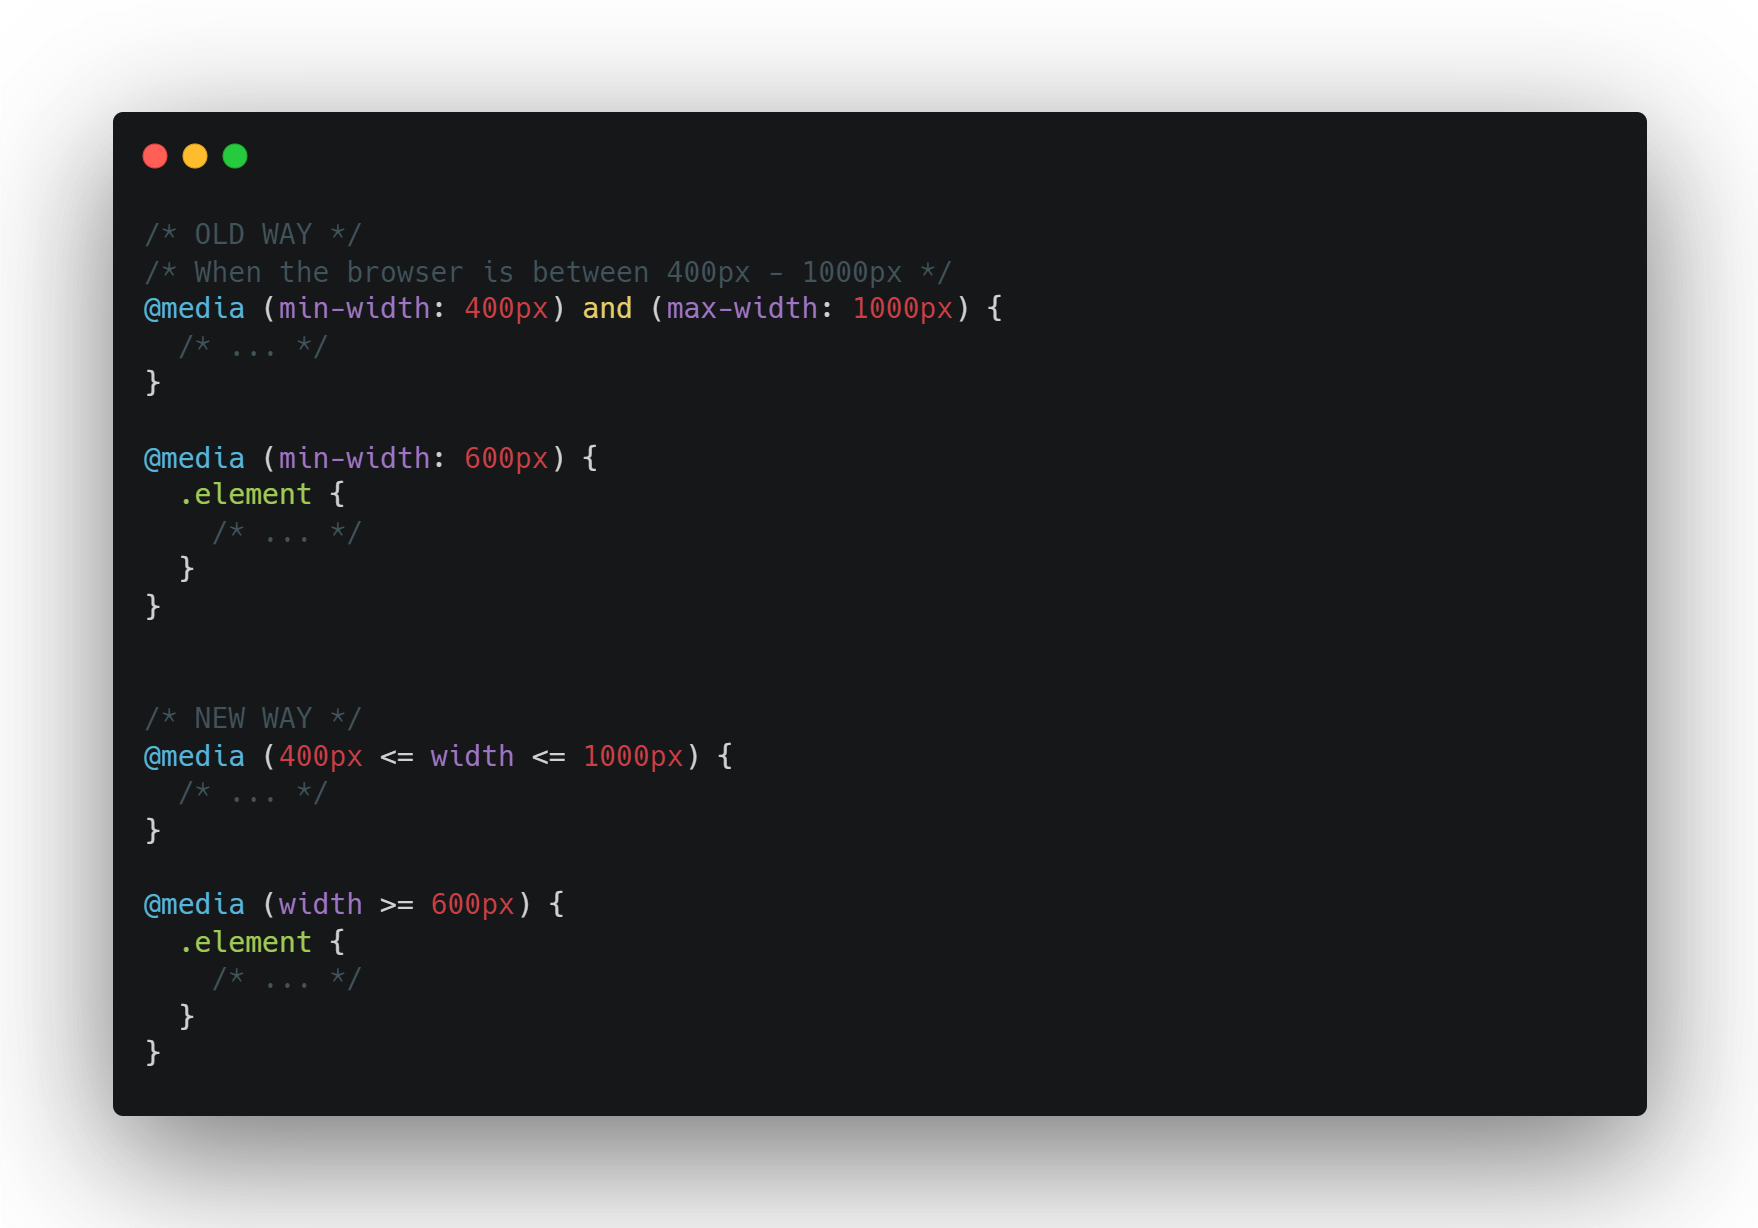 /* OLD WAY */
/* When the browser is between 400px - 1000px */
@media (min-width: 400px) and (max-width: 1000px) {
  /* ... */
}

@media (min-width: 600px) {
  .element {
    /* ... */
  }
}


/* NEW WAY */
@media (400px <= width <= 1000px) {
  /* ... */
}

@media (width >= 600px) {
  .element {
    /* ... */
  }
}